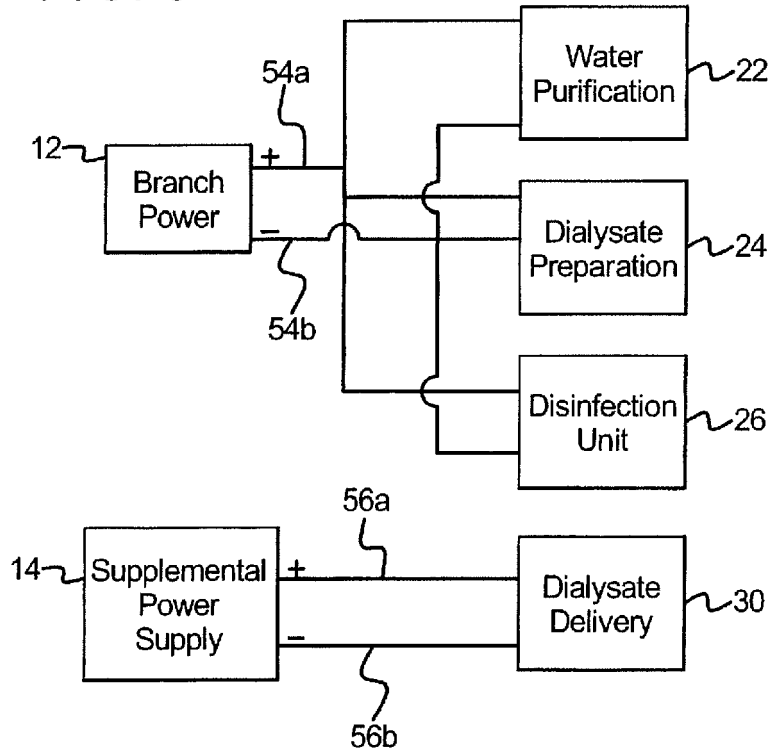 54a
Water
Purification
22
12
+
Branch
Power
−
Dialysate
Preparation
24
54b
Disinfection
Unit
26
56a
14
Supplemental
Power
Supply
+
−
Dialysate
Delivery
30
56b